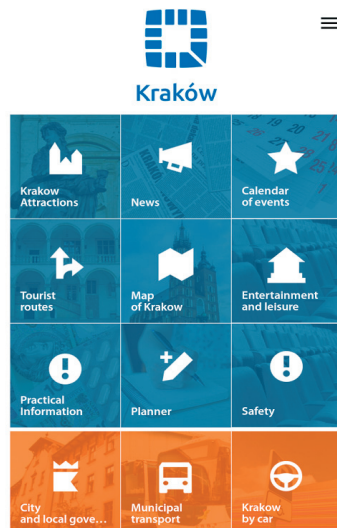 Kraków
Krakow
Attractions
News
Calendar
of events
Tourist
routes
Map
of Krakow
Entertainment
and leisure
Practical
Information
Planner
Safety
City
and local gove...
Municipal
transport
Krakow
by car